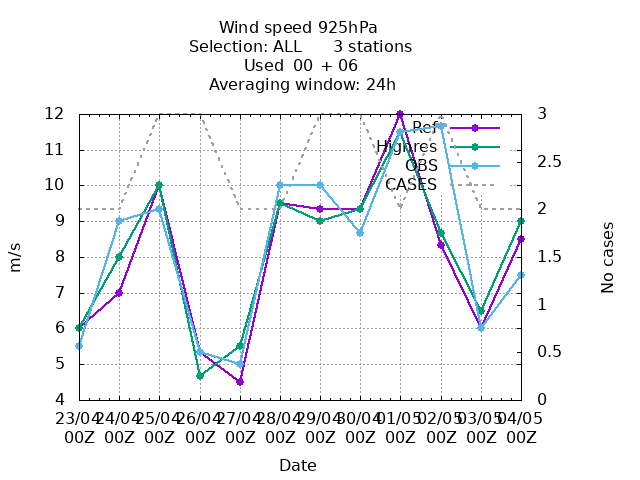 Wind speed 925hPa
Selection: ALL 3 stations
Used 00 + 06
Averaging window: 24h
12
11
10
9
8
7
6
5
4
3
2.5
2
1.5
1
0.5
0
m/s
No cases
Ref
Highres
OBS
CASES
23/04 24/04 25/04 26/04 27/04 28/04 29/04 30/04 01/05 02/05 03/05 04/05
00Z 00Z 00Z 00Z 00Z 00Z 00Z 00Z 00Z 00Z 00Z 00Z
Date